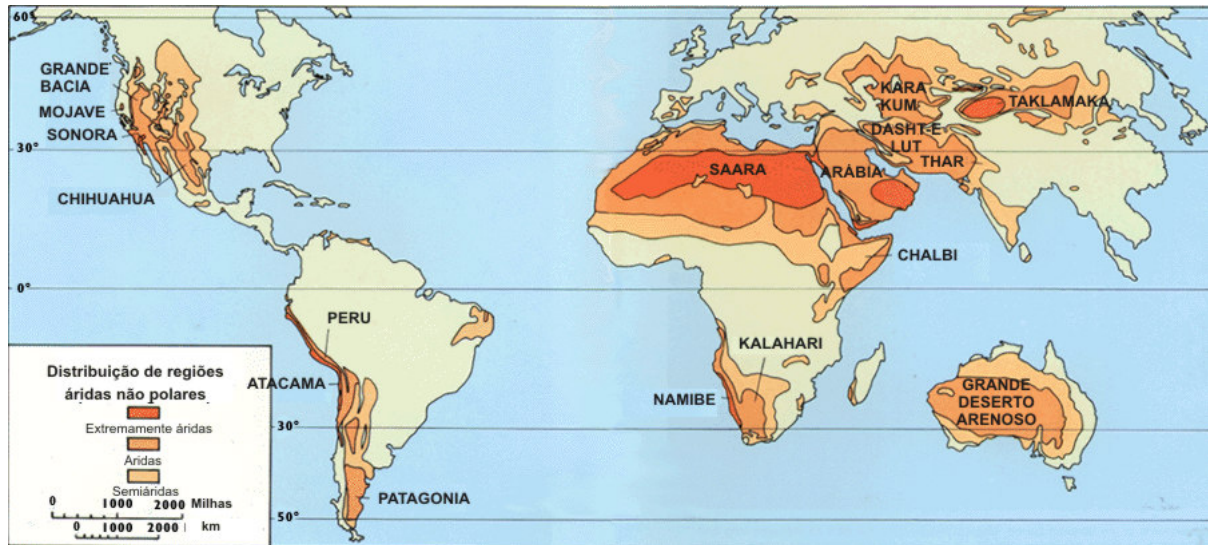 60°
GRANDE
BACIA
MOJAVE
SONORA
30°
CHIHUAHUA
0°
PERU
ATACAMA
30°
PATAGONIA
50°
KARA
KUM
TAKLAMAKA
DASHT-E
LUT
THAR
SAARA
ARÁBIA
CHALBI
KALAHARI
NAMIBE
GRANDE
DESERTO
ARENOSO
Distribuição de regiões
áridas não polares
Extremamente áridas
Aridas
Semiáridas
0 1000 2000 Milhas
0 1000 2000 km